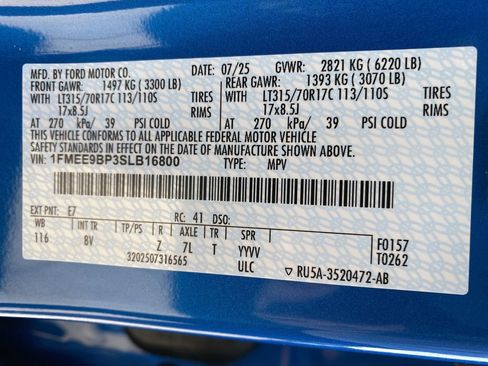 MFD. BY FORD MOTOR CO. 07/25 GVWR: 2821 KG ( 6220 LB)
FRONT GAWR: 1497 KG ( 3300 LB) REAR GAWR: 1393 KG ( 3070 LB)
WITH LT315/70R17C 113/110S TIRES WITH LT315/70R17C 113/110S TIRES
17x8.5J RIMS 17x8.5J RIMS
AT 270 kPa/ 39 PSI COLD AT 270 kPa/ 39 PSI COLD
THIS VEHICLE CONFORMS TO ALL APPLICABLE FEDERAL MOTOR VEHICLE
SAFETY STANDARDS IN EFFECT ON THE DATE OF MANUFACTURE SHOWN ABOVE.
VIN: 1FMEE9BP3SLB16800 TYPE: MPV
EXT PNT: E7 RC: 41 DSO:
WB INT TR TP/PS R AXLE TR SPR F0157
116 8V Z 7L T YYVV T0262
3202507316565 ULC ▽ RU5A-3520472-AB